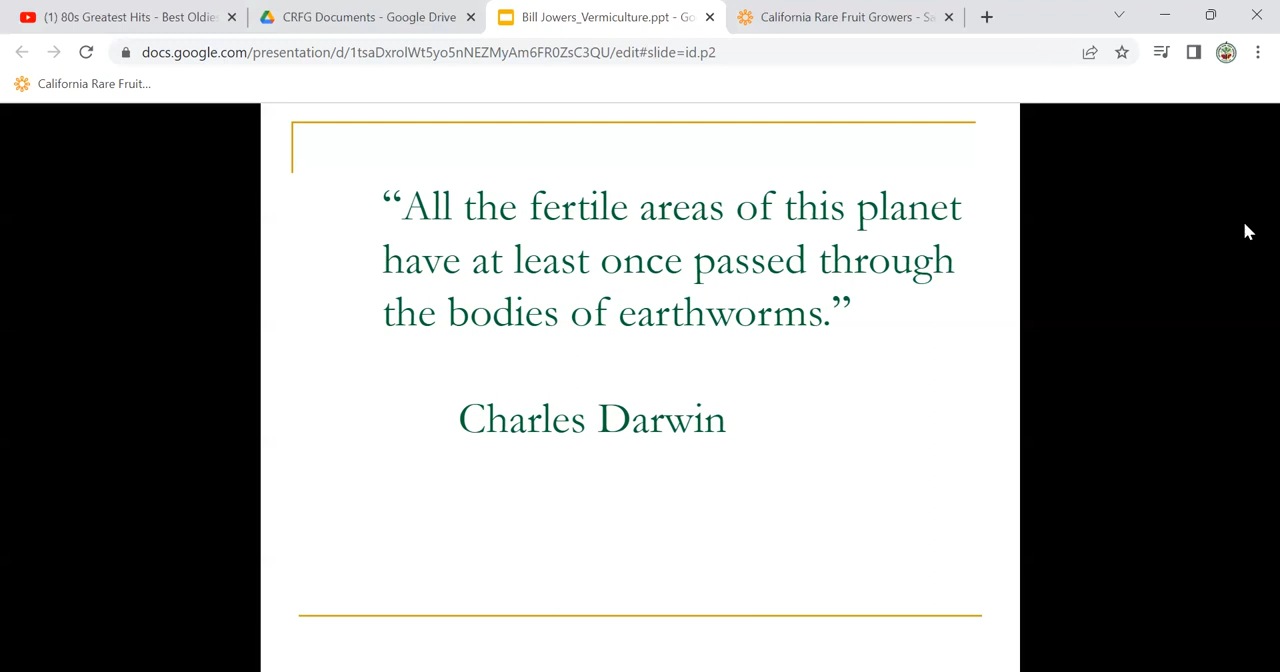 (1) 80s Greatest Hits - Best Oldie
CRFG Documents - Google Drive
Bill Jowers_Vermiculture.ppt - Go
California Rare Fruit Growers - Sa
docs.google.com/presentation/d/1tsaDxrolWt5yo5nNEZMyAm6FR0ZsC3QU/edit#slide=id.p2
California Rare Fruit...
“All the fertile areas of this planet
have at least once passed through
the bodies of earthworms.”
Charles Darwin